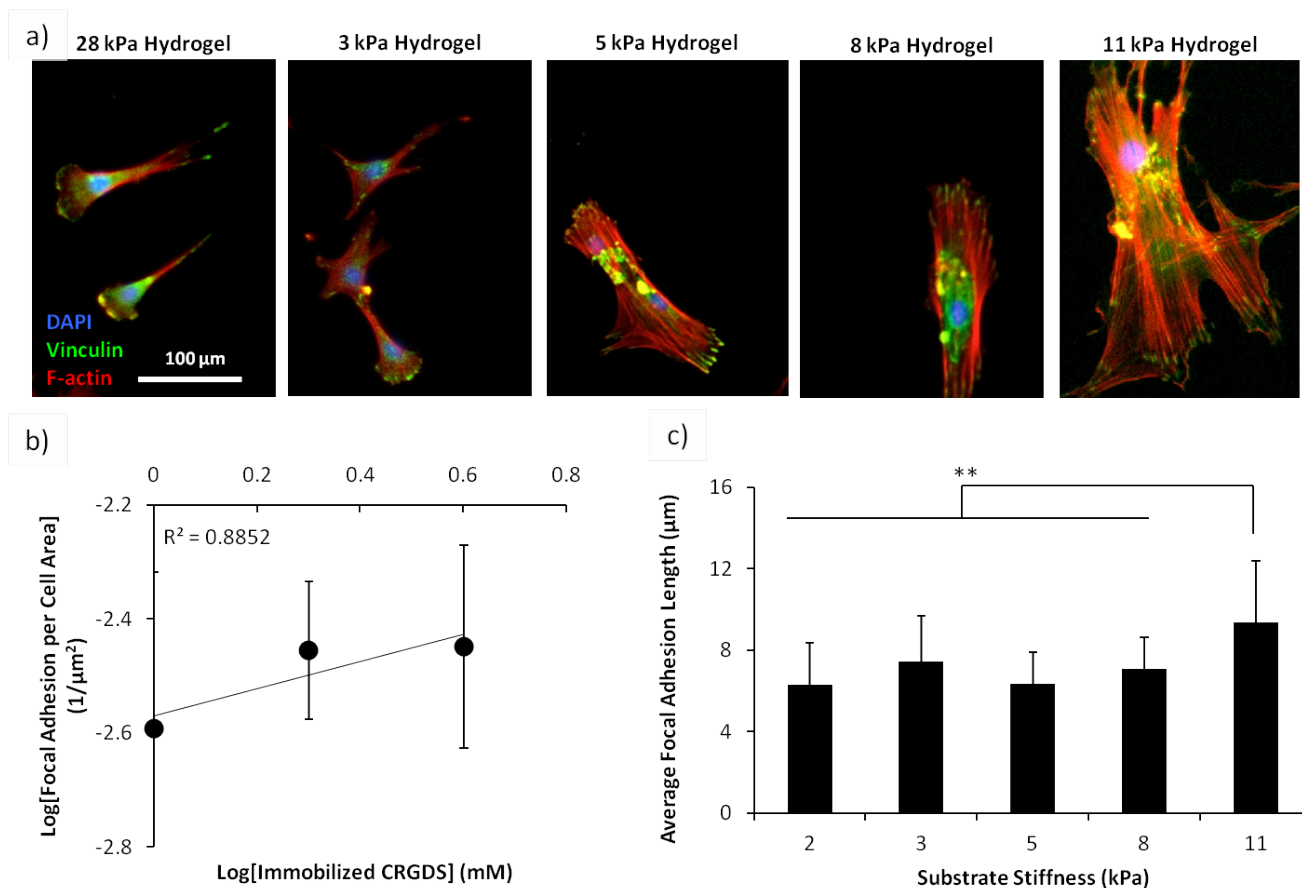 a)
28 kPa Hydrogel
3 kPa Hydrogel
5 kPa Hydrogel
8 kPa Hydrogel
11 kPa Hydrogel
DAPI
Vinculin
F-actin
100 µm
b)
0 0.2 0.4 0.6 0.8
-2.2
-2.4
-2.6
-2.8
R² = 0.8852
Log[Focal Adhesion per Cell Area]
(1/µm²)
Log[Immobilized CRGDS] (mM)
c)
**
16
12
8
4
0
Average Focal Adhesion Length (µm)
2 3 5 8 11
Substrate Stiffness (kPa)